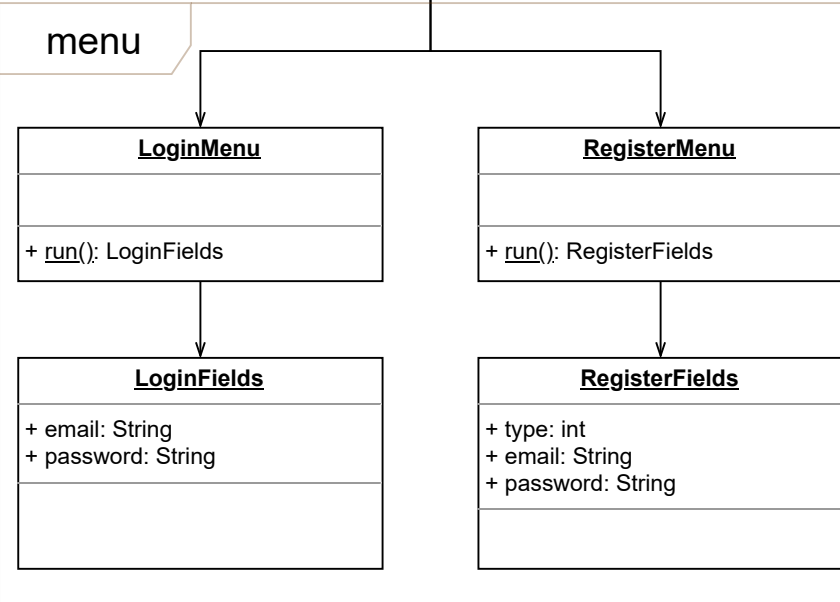 menu
LoginMenu
+ run(): LoginFields
RegisterMenu
+ run(): RegisterFields
LoginFields
+ email: String
+ password: String
RegisterFields
+ type: int
+ email: String
+ password: String